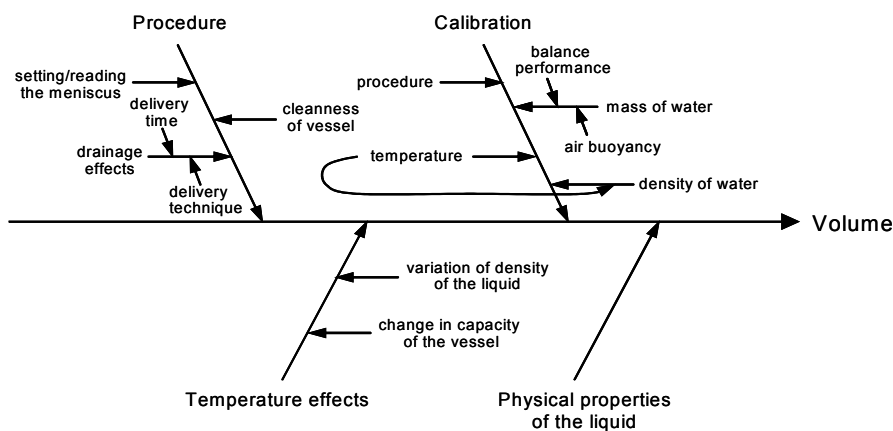 Procedure
Calibration
setting/reading
the meniscus
delivery
time
cleanness
of vessel
drainage
effects
delivery
technique
procedure
balance
performance
mass of water
air buoyancy
temperature
density of water
Volume
variation of density
of the liquid
change in capacity
of the vessel
Temperature effects
Physical properties
of the liquid